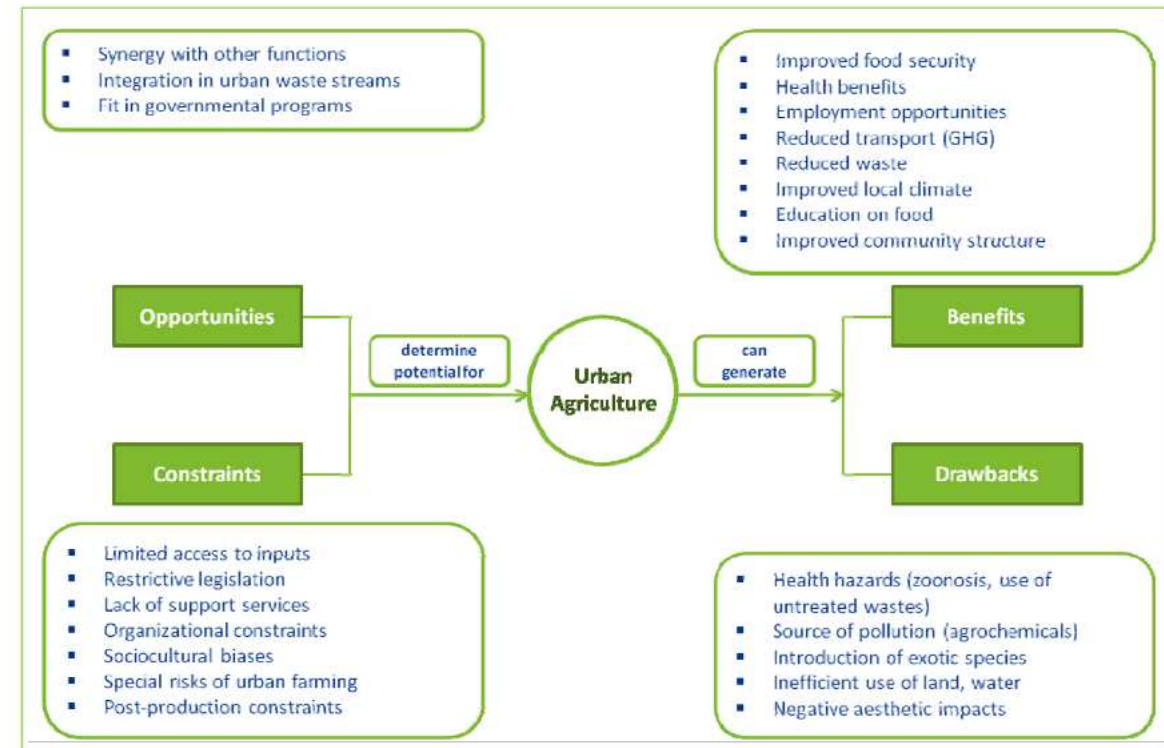 Synergy with other functions
Integration in urban waste streams
Fit in governmental programs
Improved food security
Health benefits
Employment opportunities
Reduced transport (GHG)
Reduced waste
Improved local climate
Education on food
Improved community structure
Opportunities
Benefits
determine
potential for
can
generate
Urban
Agriculture
Constraints
Drawbacks
Limited access to inputs
Restrictive legislation
Lack of support services
Organizational constraints
Sociocultural biases
Special risks of urban farming
Post-production constraints
Health hazards (zoonosis, use of
untreated wastes)
Source of pollution (agrochemicals)
Introduction of exotic species
Inefficient use of land, water
Negative aesthetic impacts